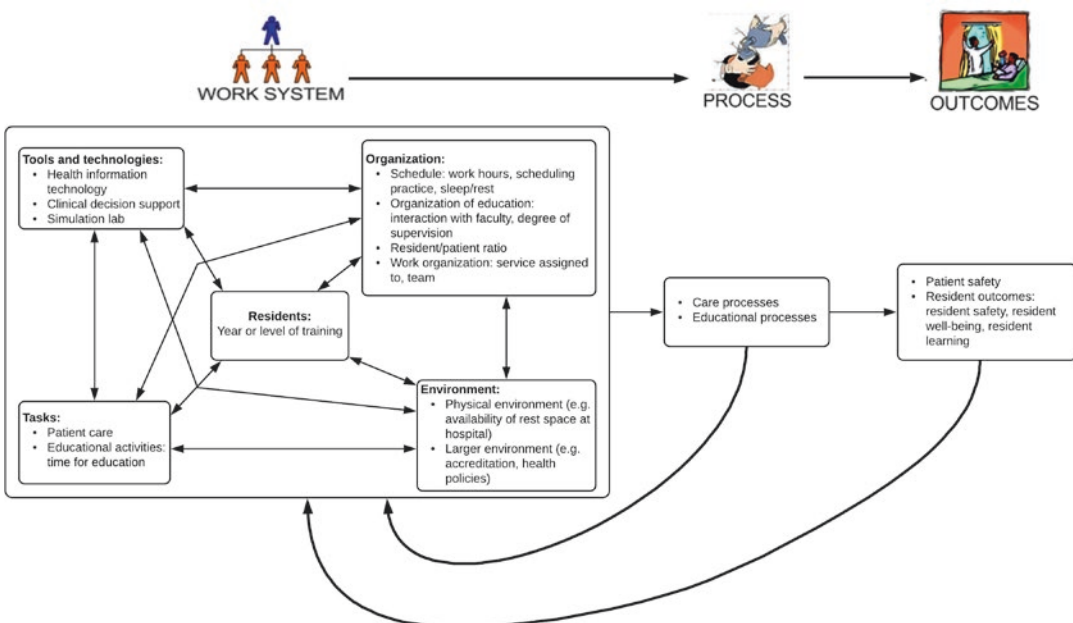 WORK SYSTEM
PROCESS
OUTCOMES
Tools and technologies:
• Health information
technology
• Clinical decision support
• Simulation lab
Organization:
• Schedule: work hours, scheduling
practice, sleep/rest
• Organization of education:
interaction with faculty, degree of
supervision
• Resident/patient ratio
• Work organization: service assigned
to, team
Residents:
Year or level of training
Tasks:
• Patient care
• Educational activities:
time for education
Environment:
• Physical environment (e.g.
availability of rest space at
hospital)
• Larger environment (e.g.
accreditation, health
policies)
• Care processes
• Educational processes
• Patient safety
• Resident outcomes:
resident safety, resident
well-being, resident
learning